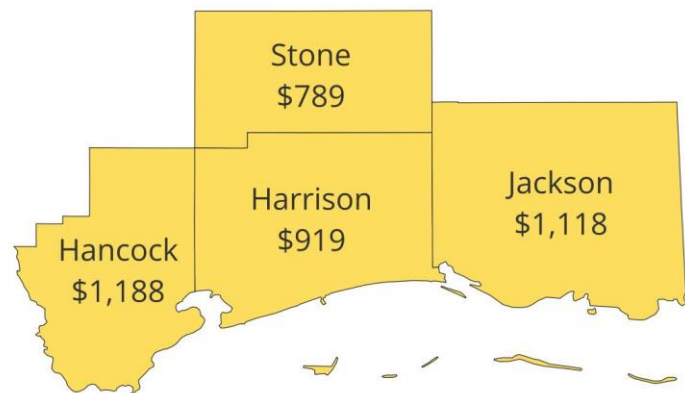 Stone
$789
Harrison
$919
Jackson
$1,118
Hancock
$1,188